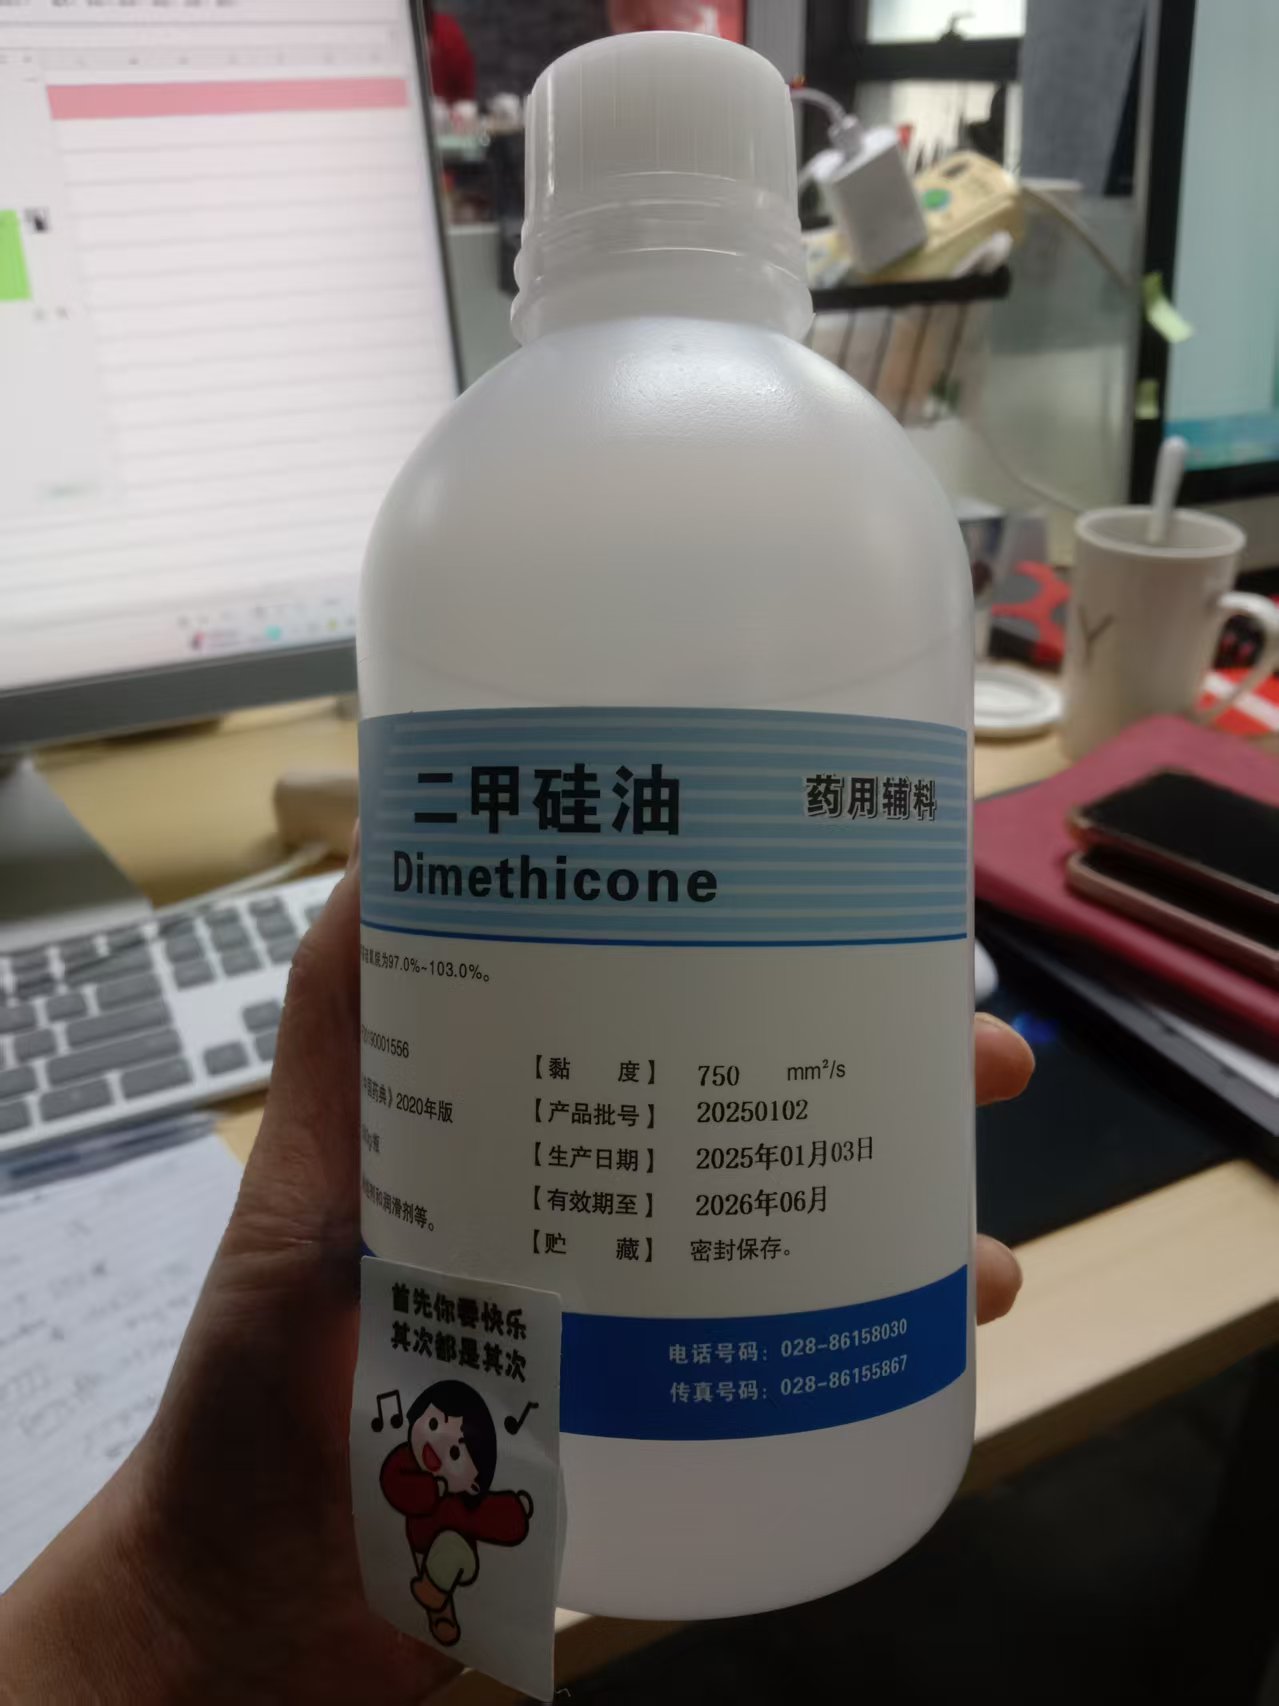 二甲硅油
药用辅料
Dimethicone
为97.0%~103.0%。
190001556
中国药典》2020年版
和润滑剂等。
【黏 度】 750 mm²/s
【产品批号】 20250102
【生产日期】 2025年01月03日
【有效期至】 2026年06月
【贮 藏】 密封保存。
电话号码：028-86158030
传真号码：028-86155867
首先你要快乐
其次都是其次
Y